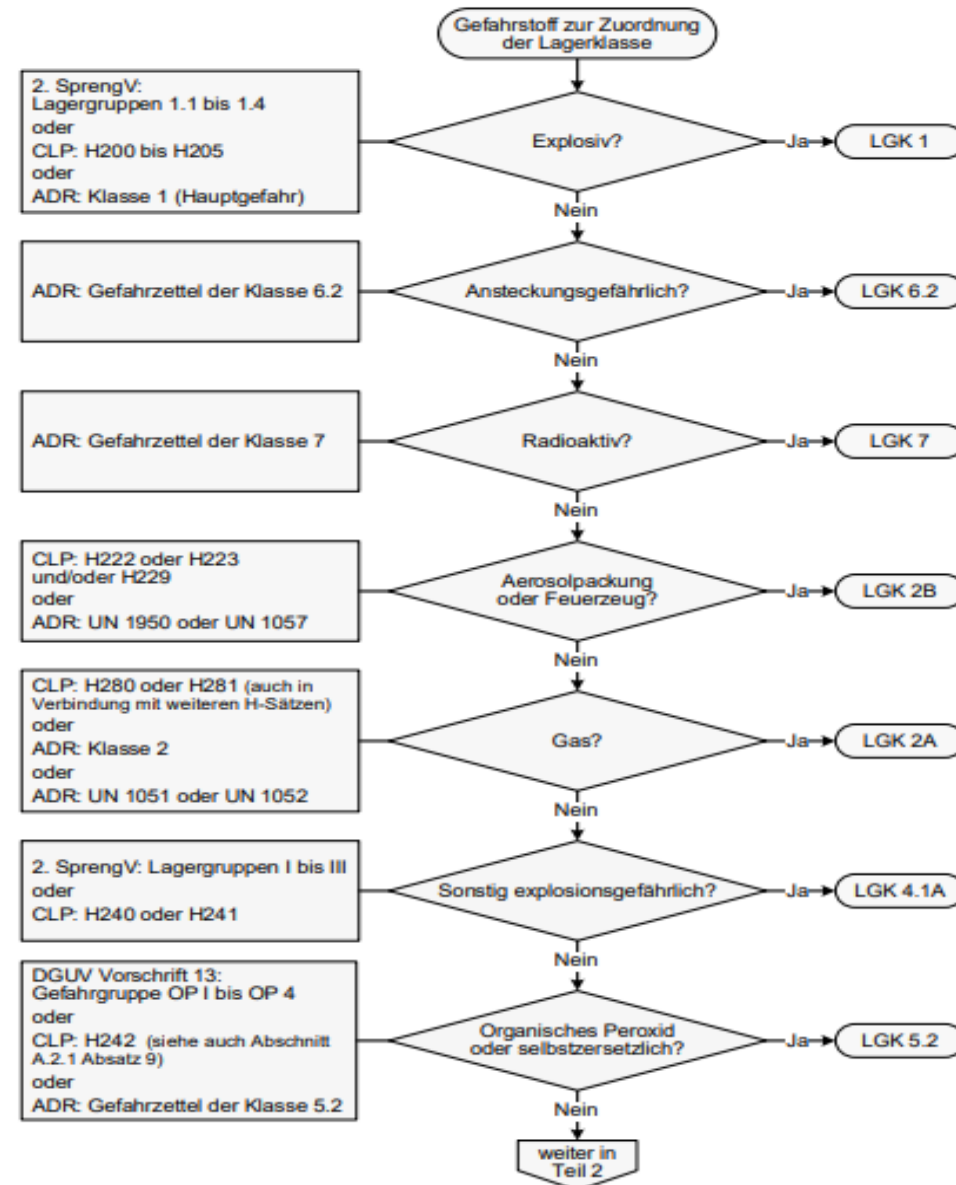 Gefahrstoff zur Zuordnung
der Lagerklasse
2. SprengV:
Lagergruppen 1.1 bis 1.4
oder
CLP: H200 bis H205
oder
ADR: Klasse 1 (Hauptgefahr)
Explosiv?
Ja
LGK 1
Nein
ADR: Gefahrzettel der Klasse 6.2
Ansteckungsgefährlich?
Ja
LGK 6.2
Nein
ADR: Gefahrzettel der Klasse 7
Radioaktiv?
Ja
LGK 7
Nein
CLP: H222 oder H223
und/oder H229
oder
ADR: UN 1950 oder UN 1057
Aerosolpackung
oder Feuerzeug?
Ja
LGK 2B
Nein
CLP: H280 oder H281 (auch in
Verbindung mit weiteren H-Sätzen)
oder
ADR: Klasse 2
oder
ADR: UN 1051 oder UN 1052
Gas?
Ja
LGK 2A
Nein
2. SprengV: Lagergruppen I bis III
oder
CLP: H240 oder H241
Sonstig explosionsgefährlich?
Ja
LGK 4.1A
Nein
DGUV Vorschrift 13:
Gefahrgruppe OP I bis OP 4
oder
CLP: H242 (siehe auch Abschnitt
A.2.1 Absatz 9)
oder
ADR: Gefahrzettel der Klasse 5.2
Organisches Peroxid
oder selbstzersetzlich?
Ja
LGK 5.2
Nein
weiter in
Teil 2